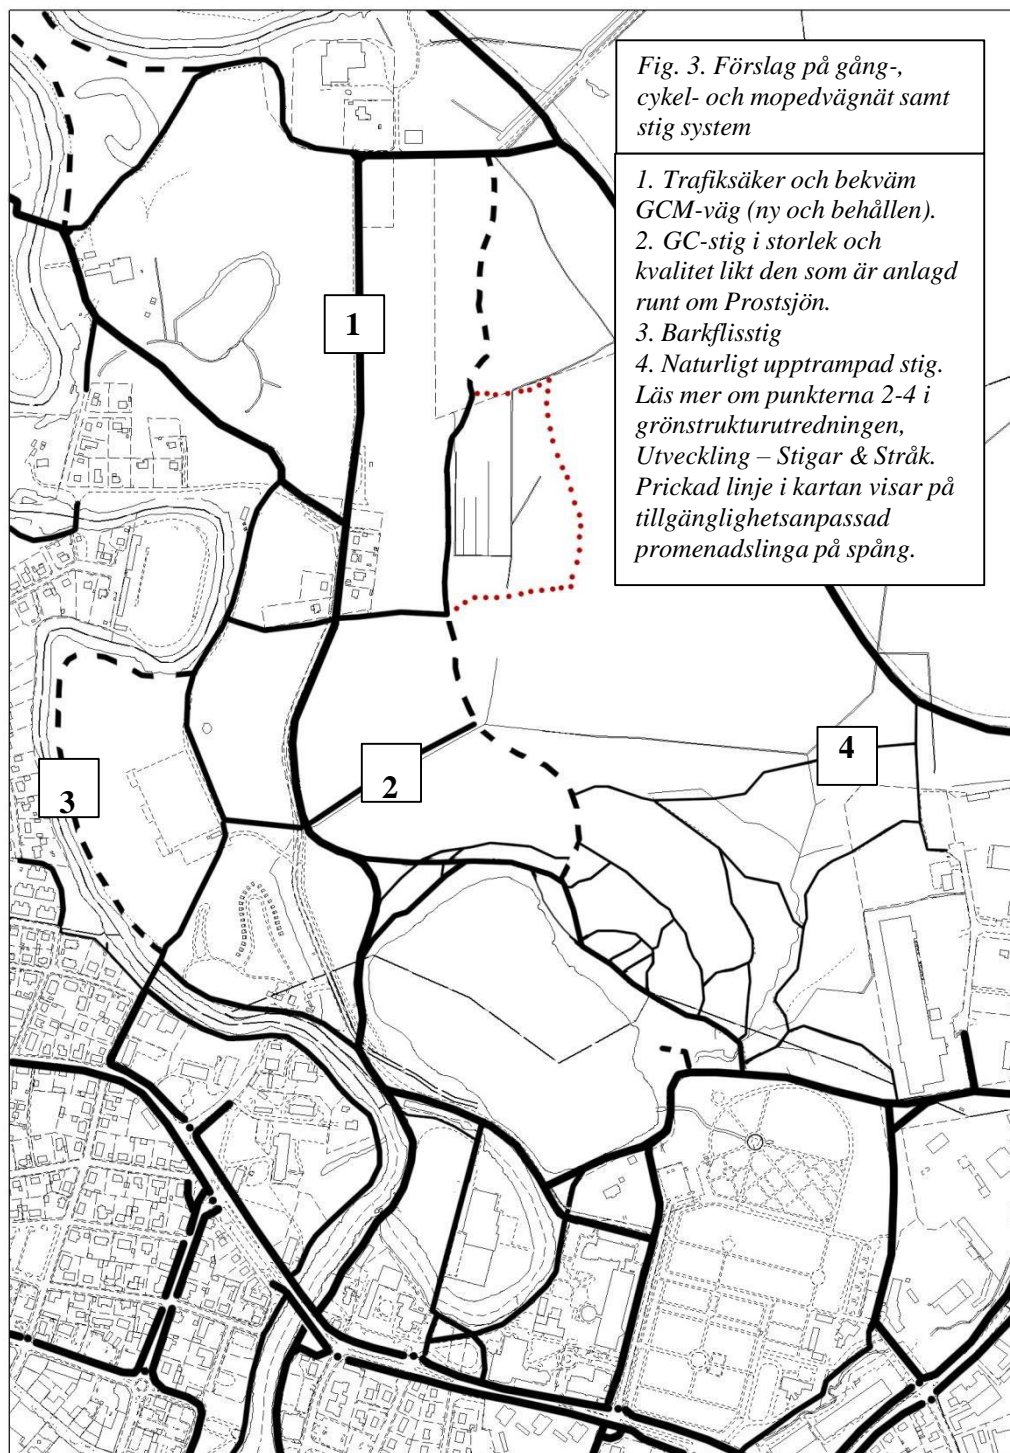 Fig. 3. Förslag på gång-,
cykel- och mopedvägnät samt
stig system
1. Trafiksäker och bekväm
GCM-väg (ny och behållen).
2. GC-stig i storlek och
kvalitet likt den som är anlagd
runt om Prostsjön.
3. Barkflisstig
4. Naturligt upptrampad stig.
Läs mer om punkterna 2-4 i
grönstrukturutredningen,
Utveckling – Stigar & Stråk.
Prickad linje i kartan visar på
tillgänglighetsanpassad
promenadslinga på spång.
1
4
2
3